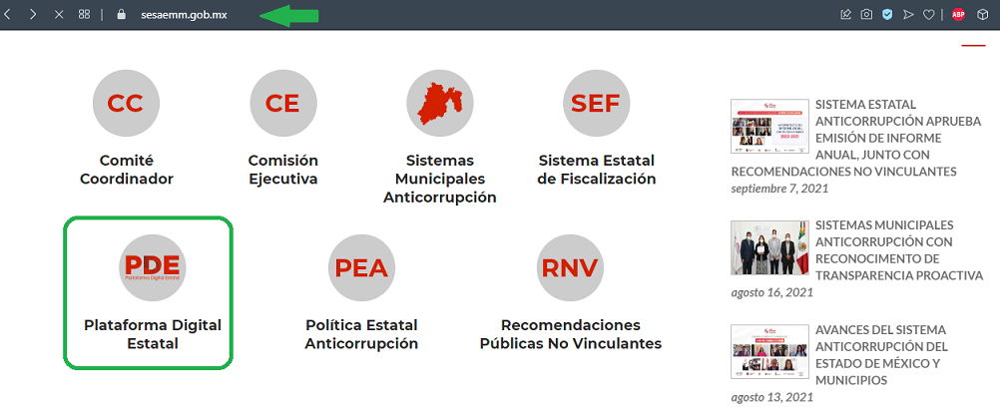 sesaemm.gob.mx
ABP
CC
CE
SEF
Comité
Coordinador
Comisión
Ejecutiva
Sistemas
Municipales
Anticorrupción
Sistema Estatal
de Fiscalización
PDE
Plataforma Digital Estatal
PEA
RNV
Plataforma Digital
Estatal
Política Estatal
Anticorrupción
Recomendaciones
Públicas No Vinculantes
SISTEMA ESTATAL
ANTICORRUPCIÓN APRUEBA
EMISIÓN DE INFORME
ANUAL, JUNTO CON
RECOMENDACIONES NO VINCULANTES
septiembre 7, 2021
SISTEMAS MUNICIPALES
ANTICORRUPCIÓN CON
RECONOCIMENTO DE
TRANSPARENCIA PROACTIVA
agosto 16, 2021
AVANCES DEL SISTEMA
ANTICORRUPCIÓN DEL
ESTADO DE MÉXICO Y
MUNICIPIOS
agosto 13, 2021